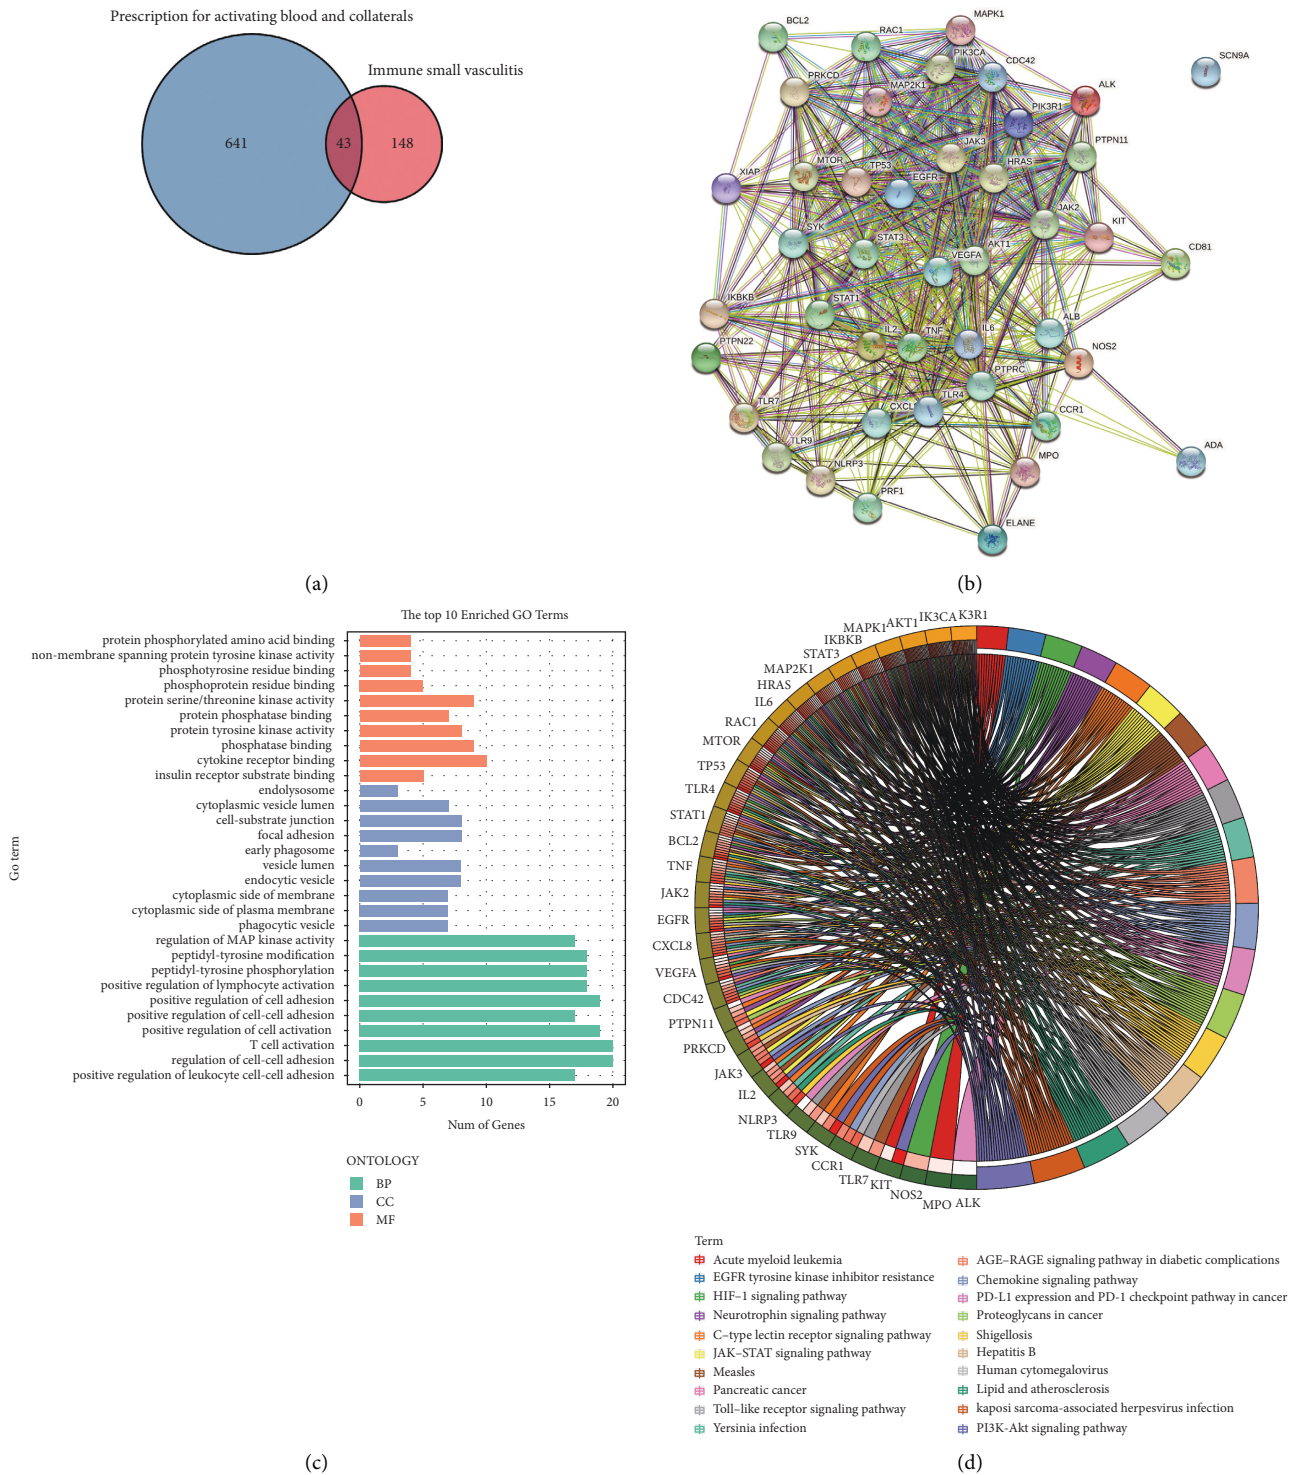 Prescription for activating blood and collaterals
Immune small vasculitis
641
43
148
(a)
BCL2
RAC1
MAPK1
PIK3CA
CDC42
SCN9A
PRKCD
MAP2K1
ALK
PIK3R1
PTPN11
JAK3
MTOR
TP53
HRAS
XIAP
EGFR
JAK2
KIT
SYK
STAT3
AKT1
CD81
VEGFA
IKBKB
STAT1
ALB
IL2
TNF
IL6
NOS2
PTPN22
PTPRC
TLR7
CXCL
TLR4
CCR1
TLR9
ADA
NLRP3
MPO
PRF1
ELANE
(b)
The top 10 Enriched GO Terms
Go term
protein phosphorylated amino acid binding
non-membrane spanning protein tyrosine kinase activity
phosphotyrosine residue binding
phosphoprotein residue binding
protein serine/threonine kinase activity
protein phosphatase binding
protein tyrosine kinase activity
phosphatase binding
cytokine receptor binding
insulin receptor substrate binding
endolysosome
cytoplasmic vesicle lumen
cell-substrate junction
focal adhesion
early phagosome
vesicle lumen
endocytic vesicle
cytoplasmic side of membrane
cytoplasmic side of plasma membrane
phagocytic vesicle
regulation of MAP kinase activity
peptidyl-tyrosine modification
peptidyl-tyrosine phosphorylation
positive regulation of lymphocyte activation
positive regulation of cell adhesion
positive regulation of cell-cell adhesion
positive regulation of cell activation
T cell activation
regulation of cell-cell adhesion
positive regulation of leukocyte cell-cell adhesion
0 5 10 15 20
Num of Genes
ONTOLOGY
BP
CC
MF
(c)
K3R1
IK3CA
AKT1
MAPK1
IKBKB
STAT3
MAP2K1
HRAS
IL6
RAC1
MTOR
TP53
TLR4
STAT1
BCL2
TNF
JAK2
EGFR
CXCL8
VEGFA
CDC42
PTPN11
PRKCD
JAK3
IL2
NLRP3
TLR9
SYK
CCR1
TLR7
KIT
NOS2
MPO
ALK
Term
Acute myeloid leukemia
EGFR tyrosine kinase inhibitor resistance
HIF–1 signaling pathway
Neurotrophin signaling pathway
C–type lectin receptor signaling pathway
JAK–STAT signaling pathway
Measles
Pancreatic cancer
Toll–like receptor signaling pathway
Yersinia infection
AGE–RAGE signaling pathway in diabetic complications
Chemokine signaling pathway
PD-L1 expression and PD-1 checkpoint pathway in cancer
Proteoglycans in cancer
Shigellosis
Hepatitis B
Human cytomegalovirus
Lipid and atherosclerosis
kaposi sarcoma-associated herpesvirus infection
PI3K-Akt signaling pathway
(d)